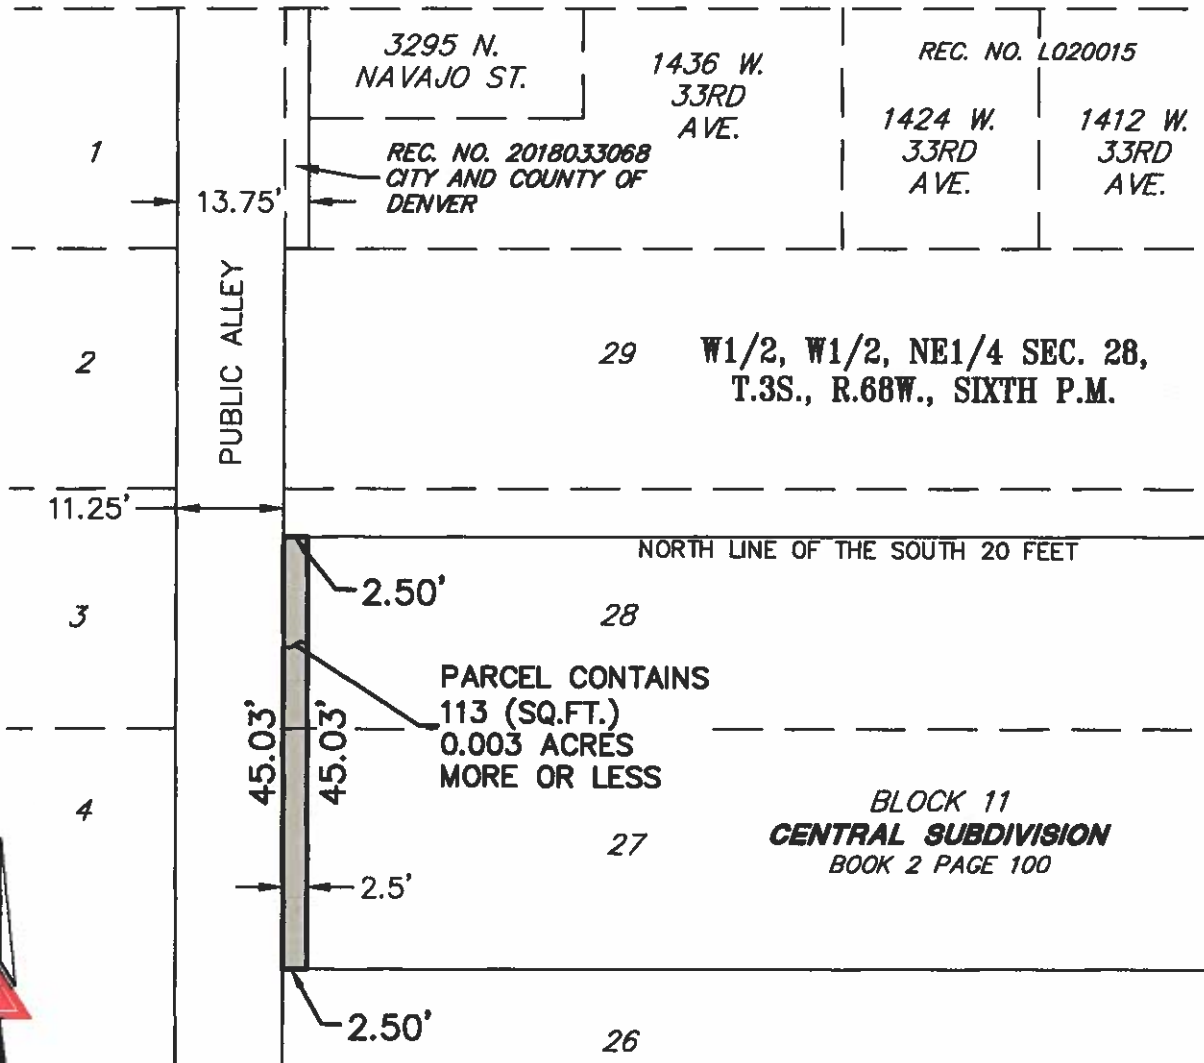 3295 N.
NAVAJO ST.
1436 W.
33RD
AVE.
REC. NO. L020015
1424 W.
33RD
AVE.
1412 W.
33RD
AVE.
1
REC. NO. 2018033068
CITY AND COUNTY OF
DENVER
13.75'
PUBLIC ALLEY
2
29
W1/2, W1/2, NE1/4 SEC. 28,
T.3S., R.68W., SIXTH P.M.
11.25'
NORTH LINE OF THE SOUTH 20 FEET
2.50'
3
28
PARCEL CONTAINS
113 (SQ.FT.)
0.003 ACRES
MORE OR LESS
45.03'
45.03'
4
27
BLOCK 11
CENTRAL SUBDIVISION
BOOK 2 PAGE 100
2.5'
2.50'
26